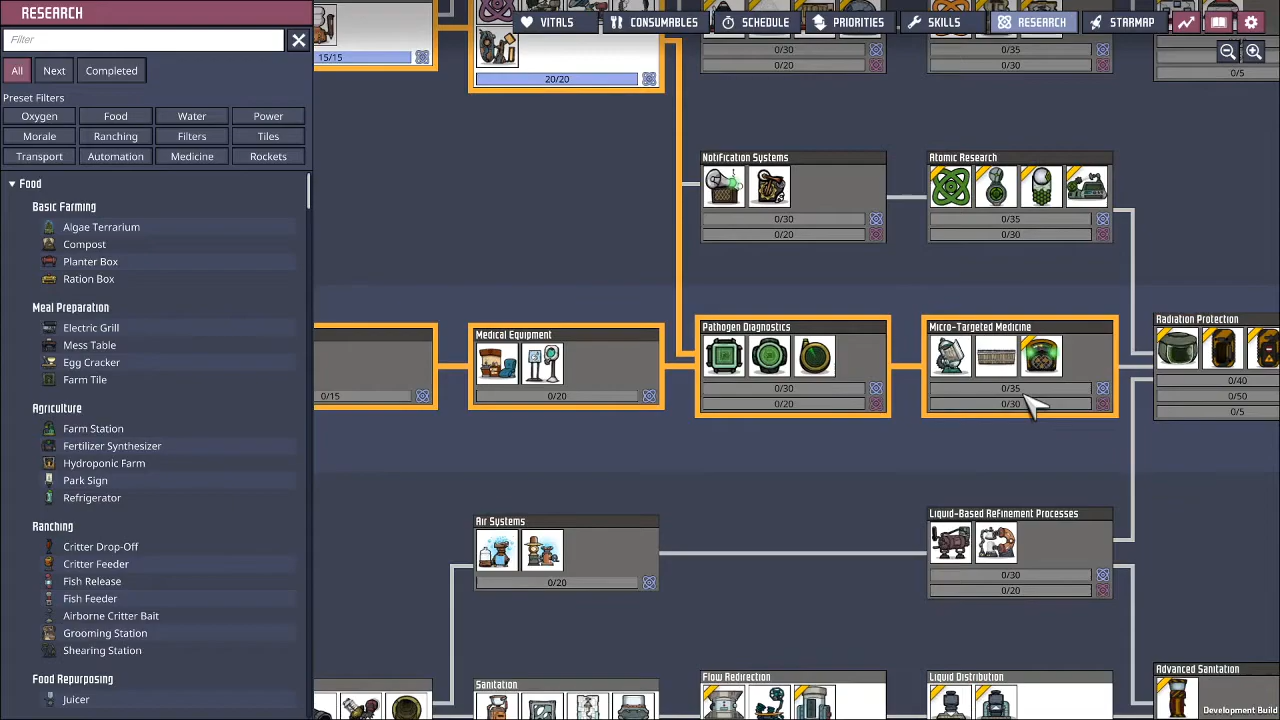 RESEARCH
VITALS
CONSUMABLES
SCHEDULE
PRIORITIES
SKILLS
RESEARCH
STARMAP
Filter
All
Next
Completed
Preset Filters
Oxygen
Food
Water
Power
Morale
Ranching
Filters
Tiles
Transport
Automation
Medicine
Rockets
Food
Basic Farming
Algae Terrarium
Compost
Planter Box
Ration Box
Meal Preparation
Electric Grill
Mess Table
Egg Cracker
Farm Tile
Agriculture
Farm Station
Fertilizer Synthesizer
Hydroponic Farm
Park Sign
Refrigerator
Ranching
Critter Drop-Off
Critter Feeder
Fish Release
Fish Feeder
Airborne Critter Bait
Grooming Station
Shearing Station
Food Repurposing
Juicer
15/15
20/20
0/30
0/20
0/35
0/30
0/5
Notification Systems
0/30
0/20
Atomic Research
0/35
0/30
0/15
Medical Equipment
0/20
Pathogen Diagnostics
0/30
0/20
Micro-Targeted Medicine
0/35
0/30
Radiation Protection
0/40
0/50
0/5
Air Systems
0/20
Liquid-Based Refinement Processes
0/30
0/20
Sanitation
Flow Redirection
Liquid Distribution
Advanced Sanitation
Development Build